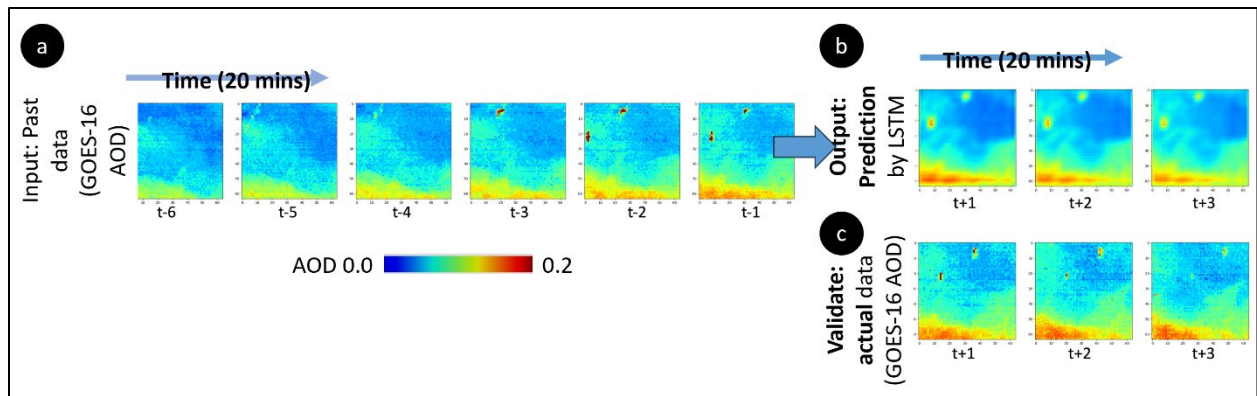 a
Time (20 mins)
Input: Past
data
(GOES-16
AOD)
t-6
t-5
t-4
t-3
t-2
t-1
AOD 0.0
0.2
b
Time (20 mins)
Output:
Prediction
by LSTM
t+1
t+2
t+3
c
Validate:
actual data
(GOES-16 AOD)
t+1
t+2
t+3